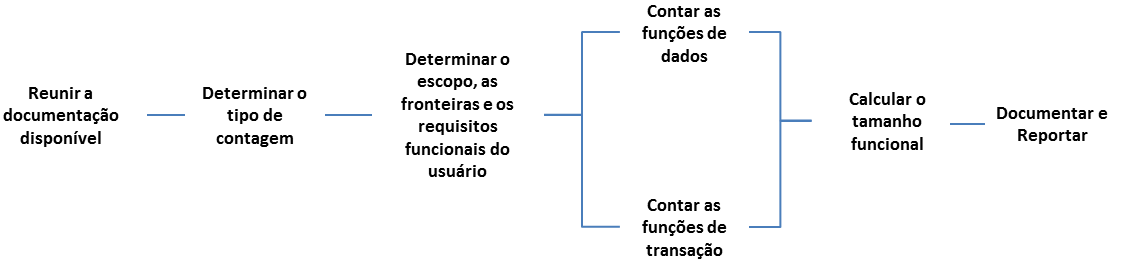 Reunir a
documentação
disponível
Determinar o
tipo de
contagem
Determinar o
escopo, as
fronteiras e os
requisitos
funcionais do
usuário
Contar as
funções de
dados
Contar as
funções de
transação
Calcular o
tamanho
funcional
Documentar e
Reportar